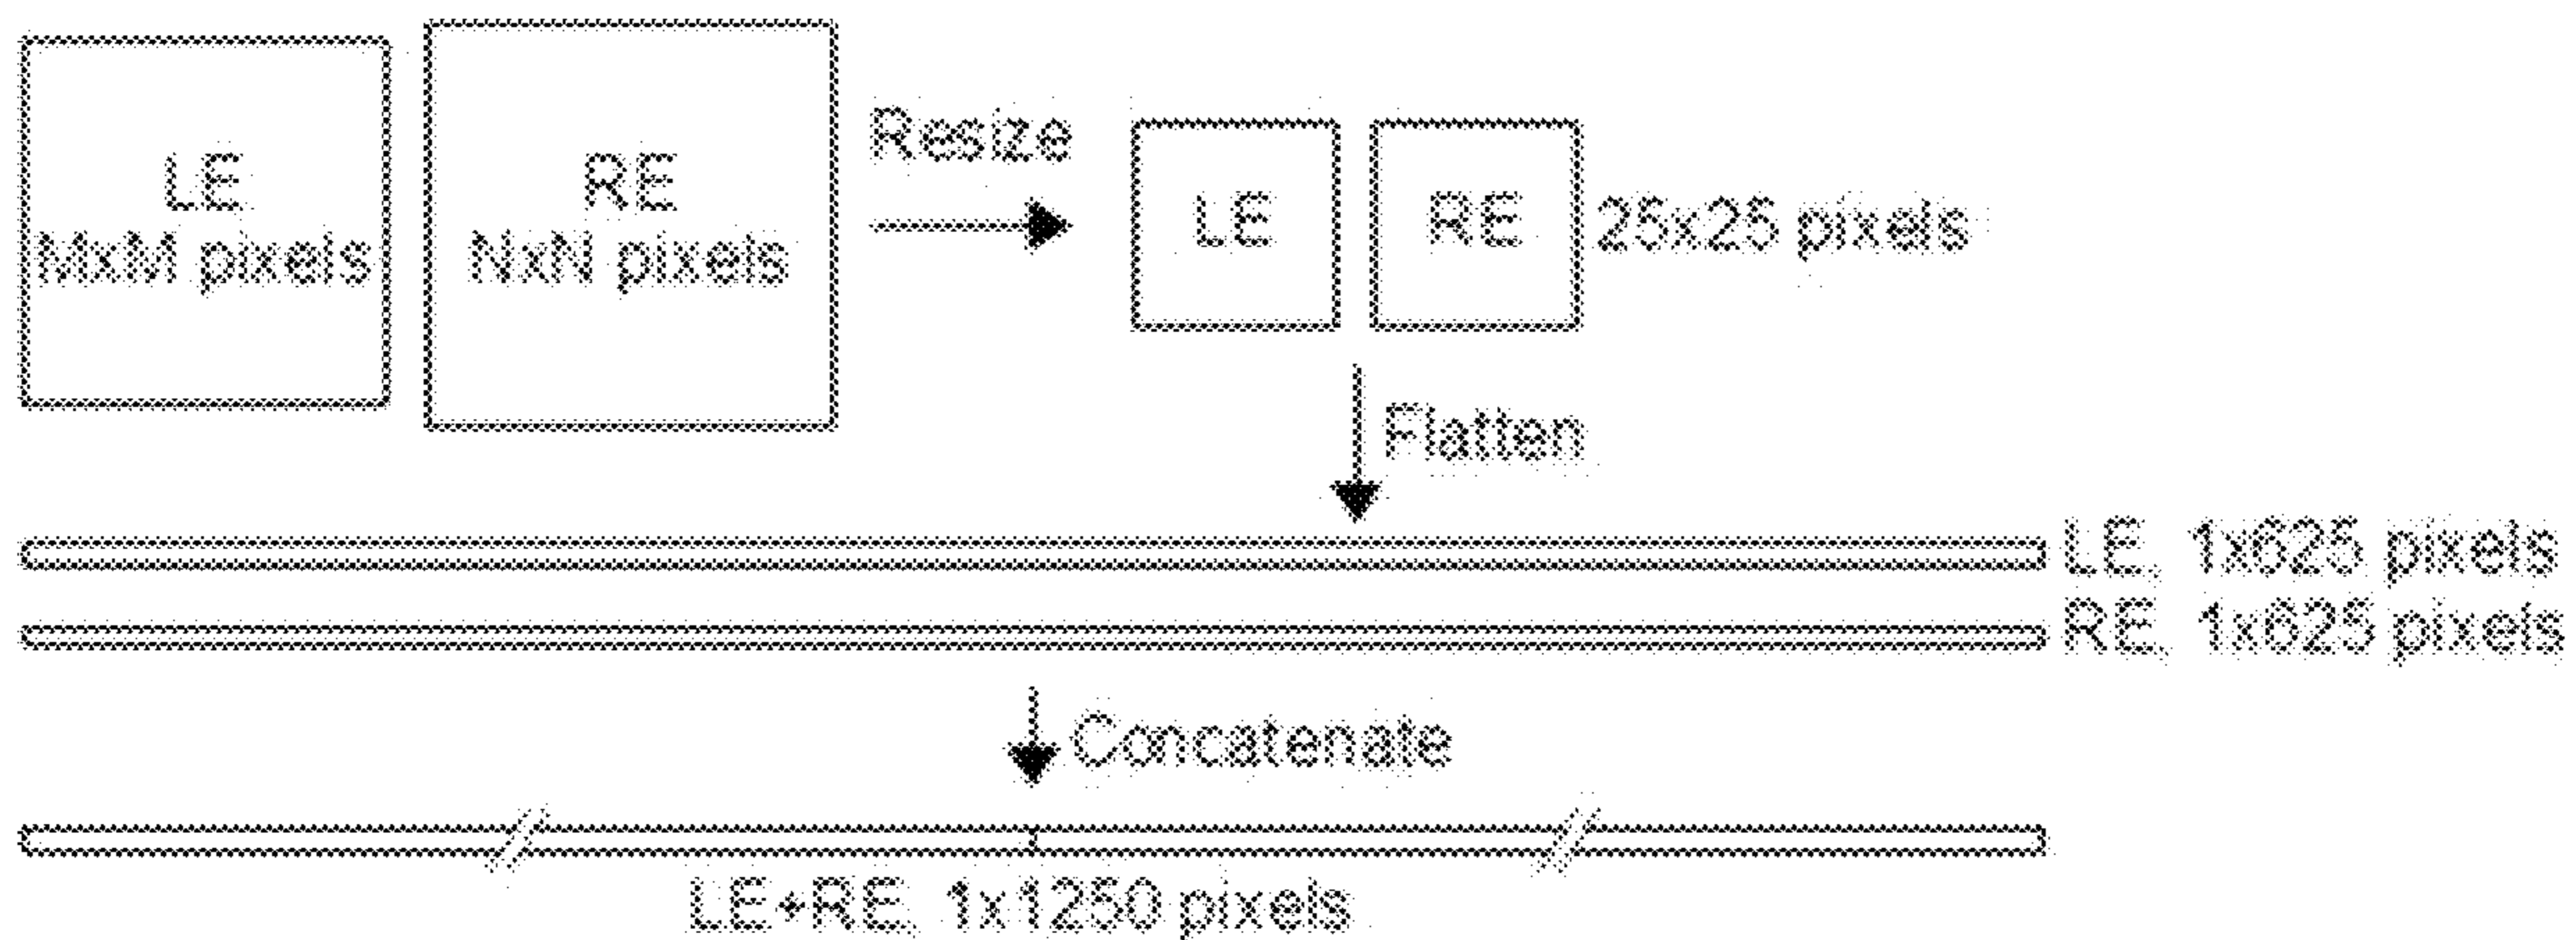 LE
MxM pixels
RE
NxN pixels
Resize
LE
RE
25x25 pixels
Flatten
LE, 1x625 pixels
RE, 1x625 pixels
Concatenate
LE+RE, 1x1250 pixels